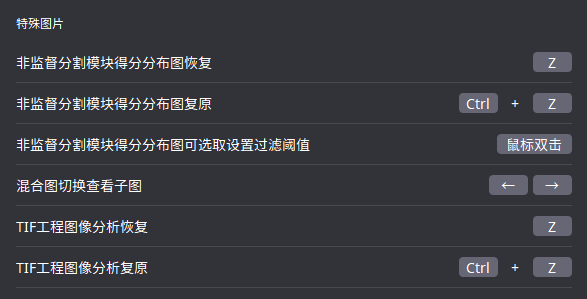 特殊图片
非监督分割模块得分分布图恢复 Z
非监督分割模块得分分布图复原 Ctrl + Z
非监督分割模块得分分布图可选取设置过滤阈值 鼠标双击
混合图切换查看子图 ← →
TIF工程图像分析恢复 Z
TIF工程图像分析复原 Ctrl + Z